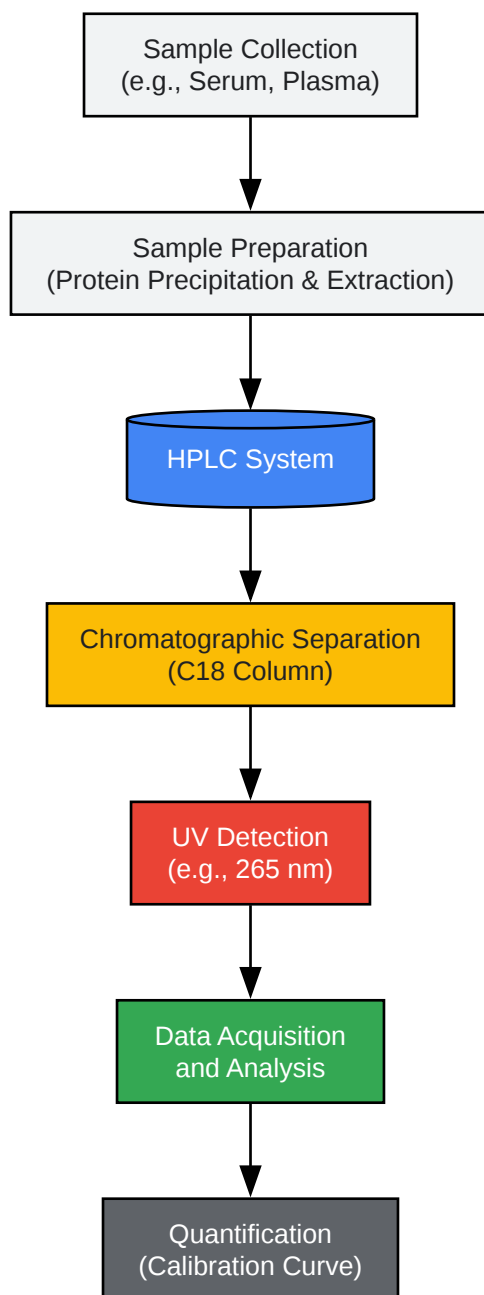 Sample Collection
(e.g., Serum, Plasma)
Sample Preparation
(Protein Precipitation & Extraction)
HPLC System
Chromatographic Separation
(C18 Column)
UV Detection
(e.g., 265 nm)
Data Acquisition
and Analysis
Quantification
(Calibration Curve)